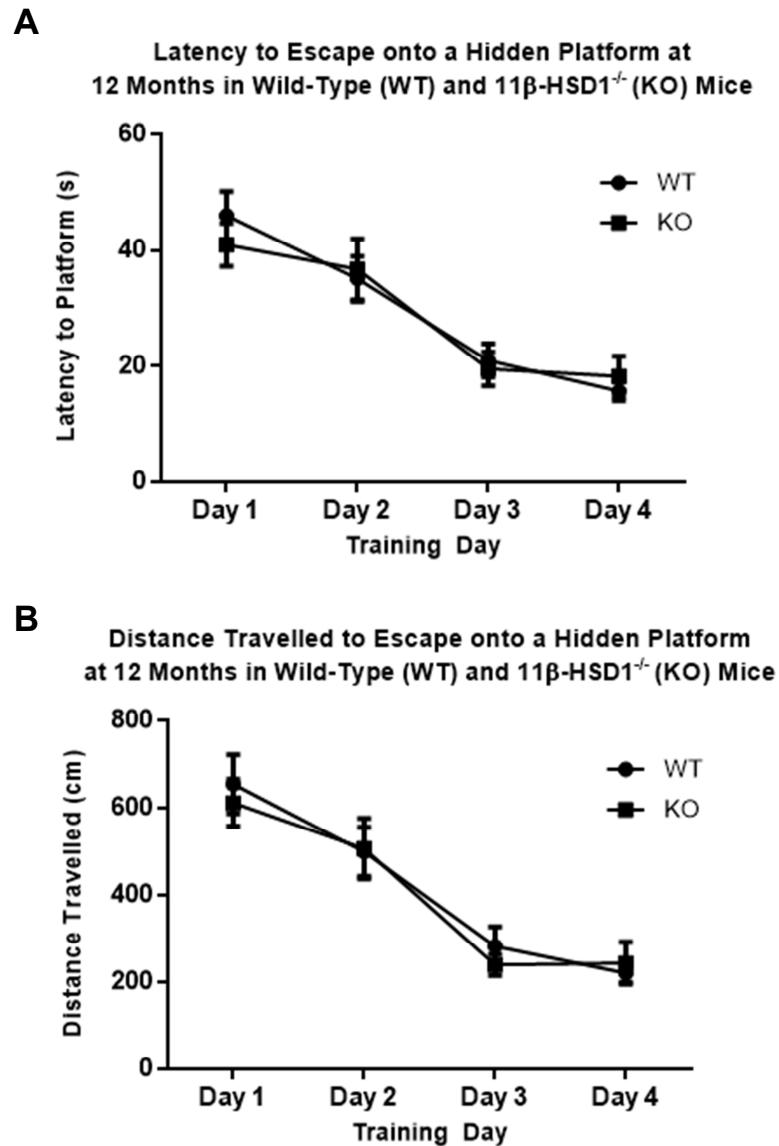 A
Latency to Escape onto a Hidden Platform at
12 Months in Wild-Type (WT) and 11β-HSD1-/- (KO) Mice
60
40
20
0
Latency to Platform (s)
WT
KO
Day 1 Day 2 Day 3 Day 4
Training Day
B
Distance Travelled to Escape onto a Hidden Platform
at 12 Months in Wild-Type (WT) and 11β-HSD1-/- (KO) Mice
800
600
400
200
0
Distance Travelled (cm)
WT
KO
Day 1 Day 2 Day 3 Day 4
Training Day